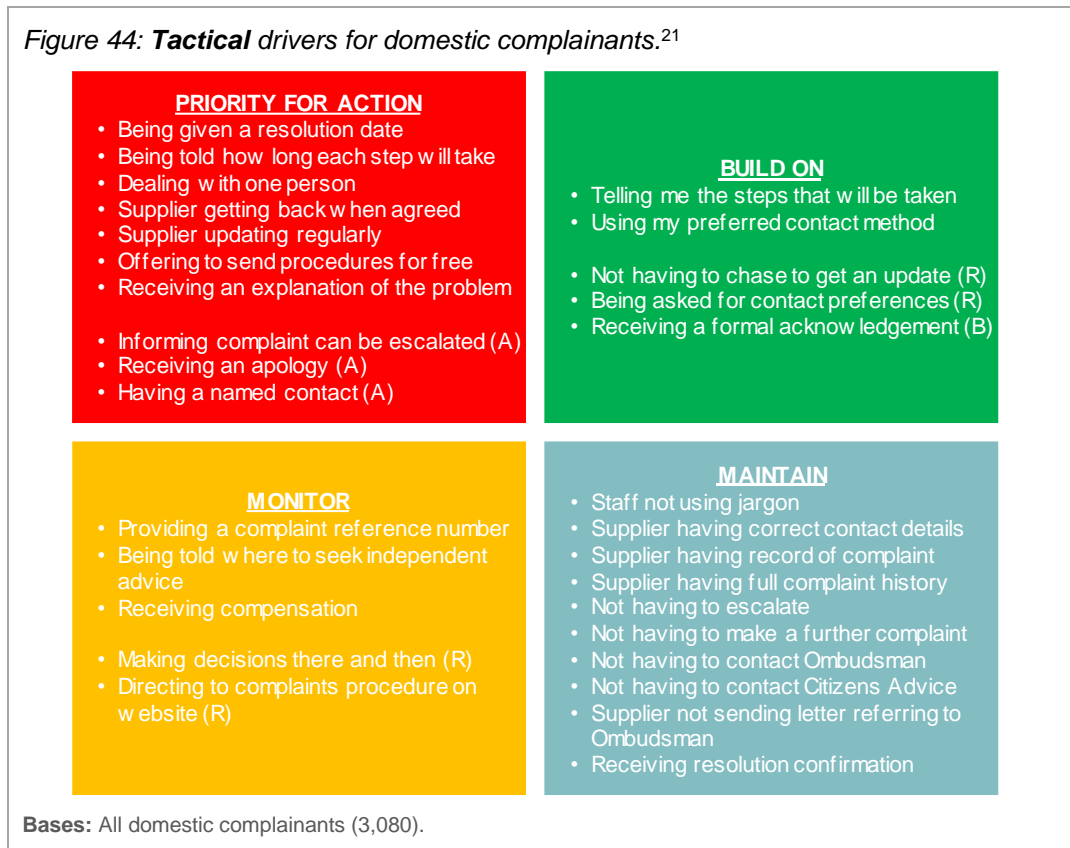 Figure 44: Tactical drivers for domestic complainants.21
PRIORITY FOR ACTION
• Being given a resolution date
• Being told how long each step will take
• Dealing with one person
• Supplier getting back when agreed
• Supplier updating regularly
• Offering to send procedures for free
• Receiving an explanation of the problem
• Informing complaint can be escalated (A)
• Receiving an apology (A)
• Having a named contact (A)
BUILD ON
• Telling me the steps that will be taken
• Using my preferred contact method
• Not having to chase to get an update (R)
• Being asked for contact preferences (R)
• Receiving a formal acknowledgement (B)
MONITOR
• Providing a complaint reference number
• Being told where to seek independent
advice
• Receiving compensation
• Making decisions there and then (R)
• Directing to complaints procedure on
website (R)
MAINTAIN
• Staff not using jargon
• Supplier having correct contact details
• Supplier having record of complaint
• Supplier having full complaint history
• Not having to escalate
• Not having to make a further complaint
• Not having to contact Ombudsman
• Not having to contact Citizens Advice
• Supplier not sending letter referring to
Ombudsman
• Receiving resolution confirmation
Bases: All domestic complainants (3,080).